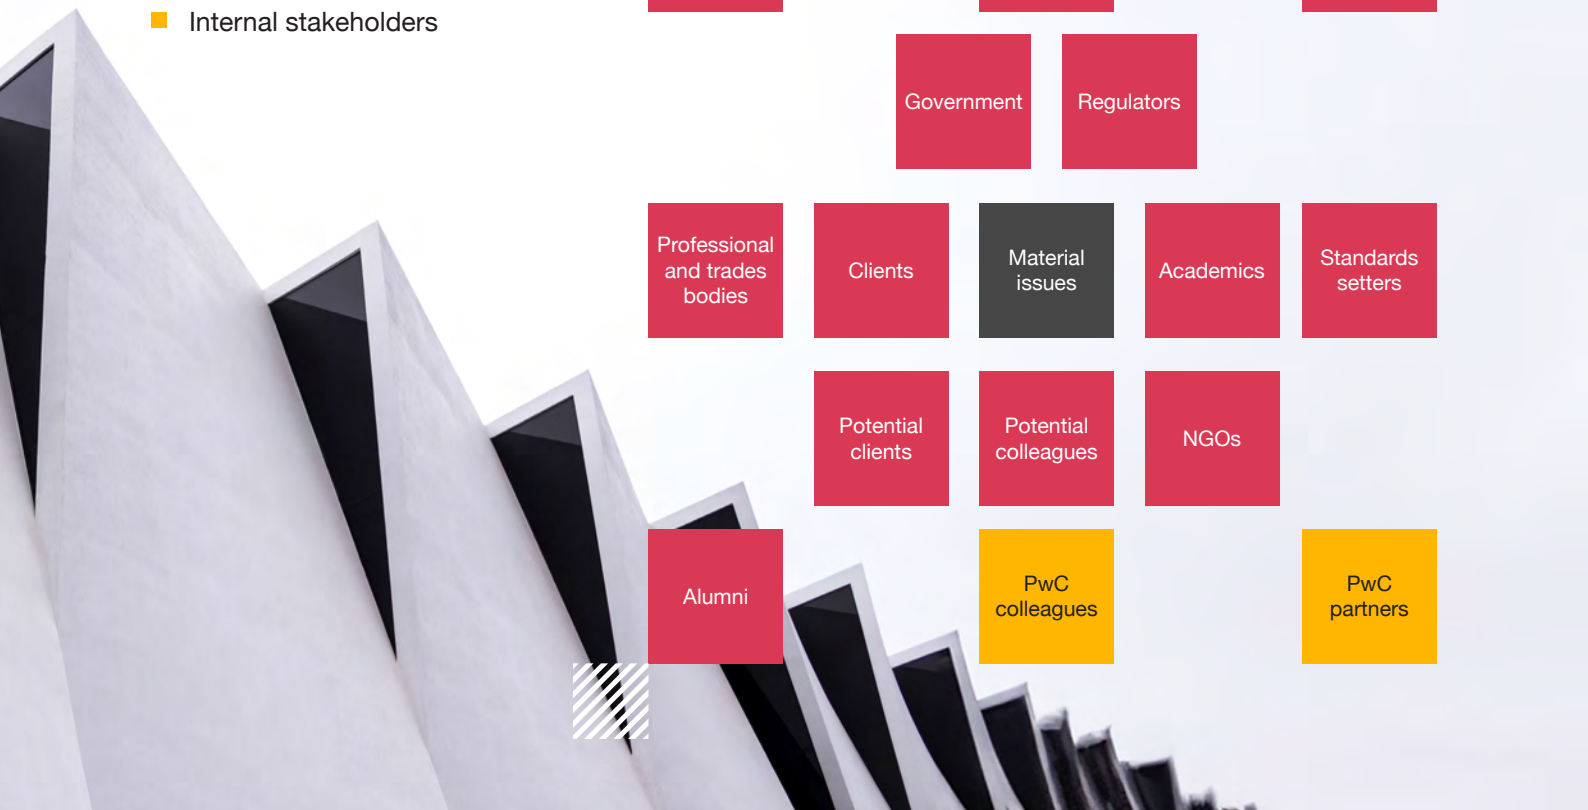 Internal stakeholders
Government
Regulators
Professional
and trades
bodies
Clients
Material
issues
Academics
Standards
setters
Potential
clients
Potential
colleagues
NGOs
Alumni
PwC
colleagues
PwC
partners